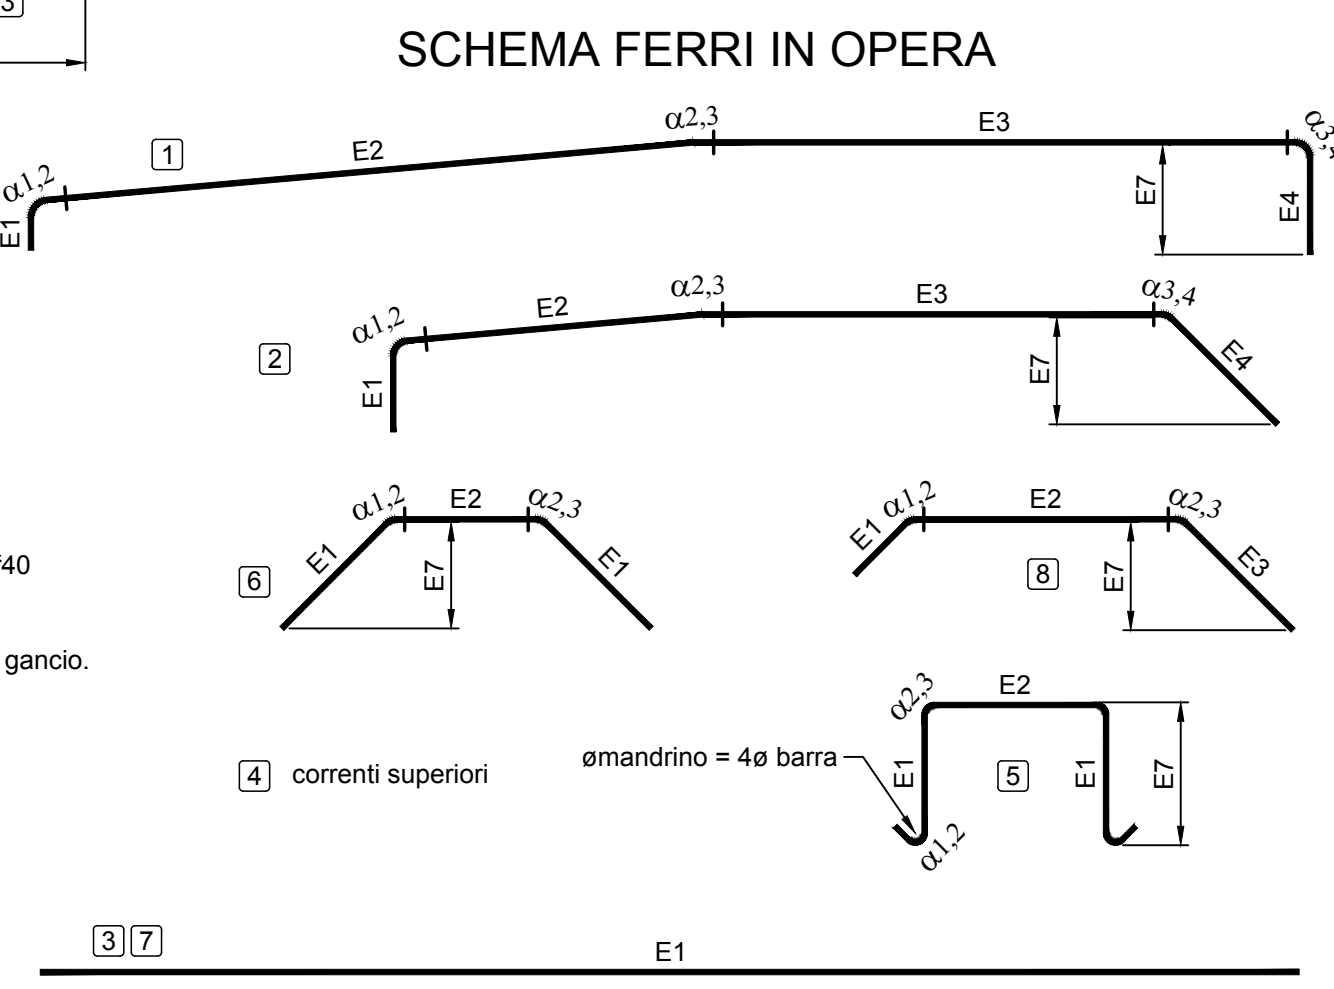 3
SCHEMA FERRI IN OPERA
1
α1,2
E1
E2
α2,3
E3
E7
E4
α3,4
2
α1,2
E1
E2
α2,3
E3
E7
α3,4
E4
6
E1
α1,2
E2
α2,3
E7
E1
8
E1
α1,2
E2
α2,3
E7
E3
40
gancio.
4 correnti superiori
ømandrino = 4ø barra
α2,3
E2
E1
5
E1
E7
α1,2
3 7
E1